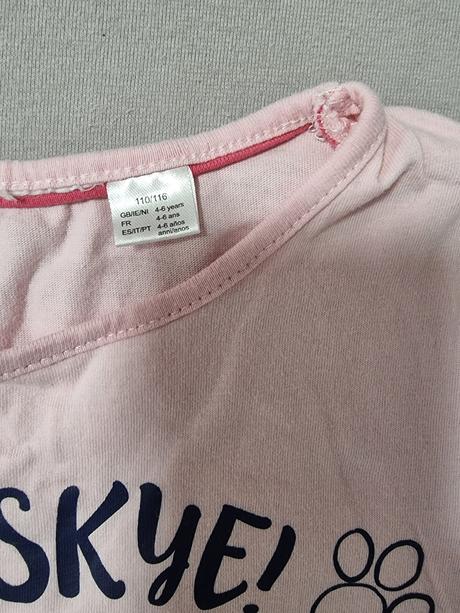 110/116
GB/IE/NI 4-6 years
FR 4-6 ans
ES/IT/PT 4-6 años
anni/anos
SKYE!